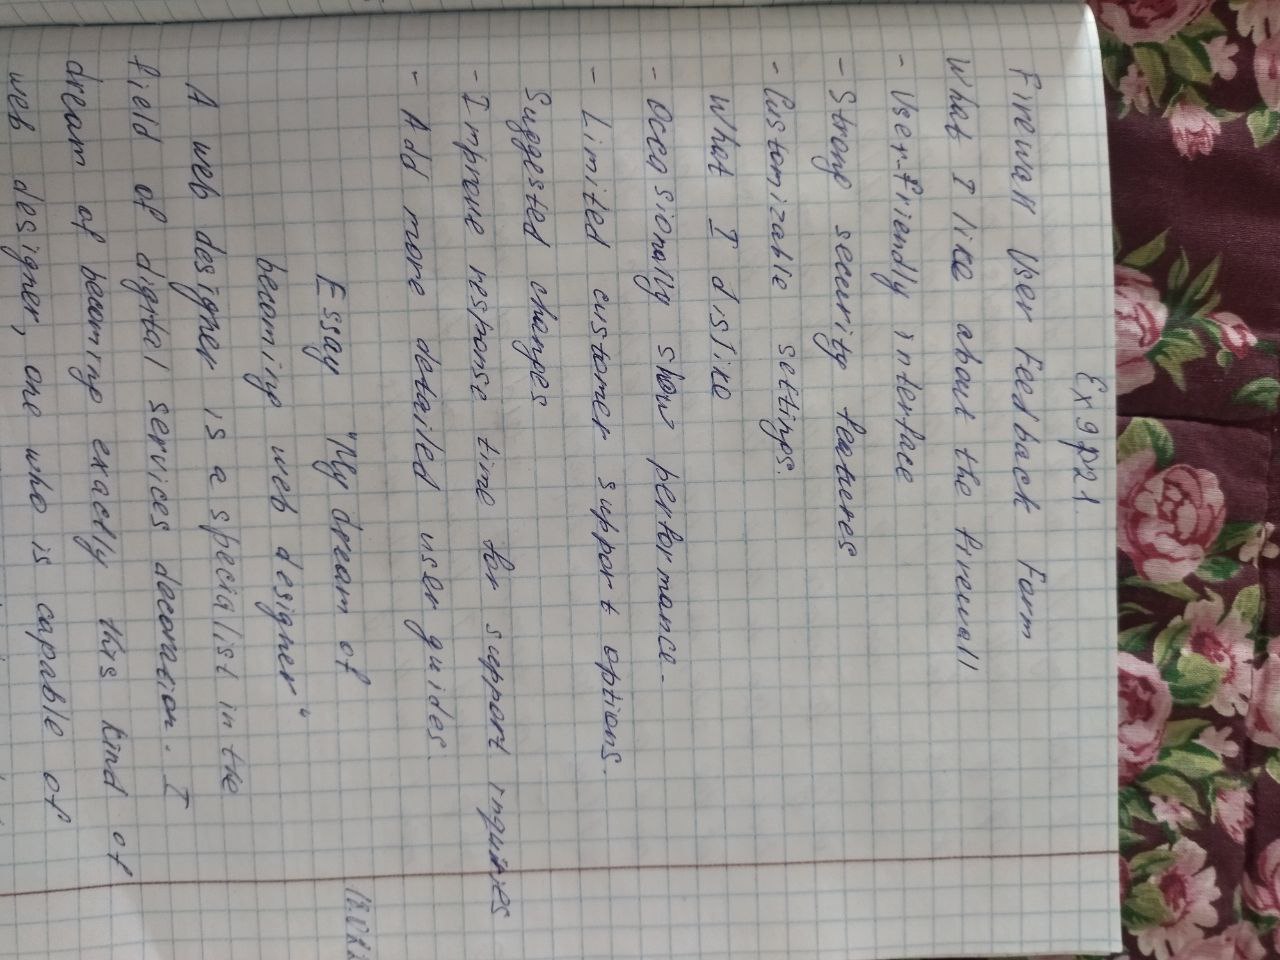 Ex9p21.
Firewall User Feedback Form
What I like about the firewall
- User-friendly interface
- Strong security features
- Customizable settings.
What I dislike
- Occasionally show performance.
- Limited customer support options.
Suggested changes
- Improve response time for support inquiries
- Add more detailed user guides.
18.022
Essay "My dream of
becoming web designer"
A web designer is a specialist in the
field of digital services decoration. I
dream of becoming exactly this kind of
web designer, one who is capable of